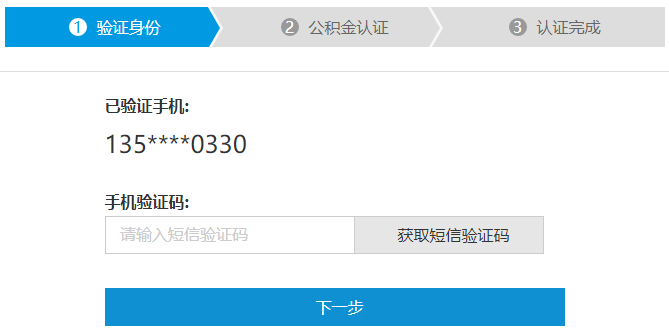 1 验证身份 2 公积金认证 3 认证完成
已验证手机:
135****0330
手机验证码:
请输入短信验证码 获取短信验证码
下一步